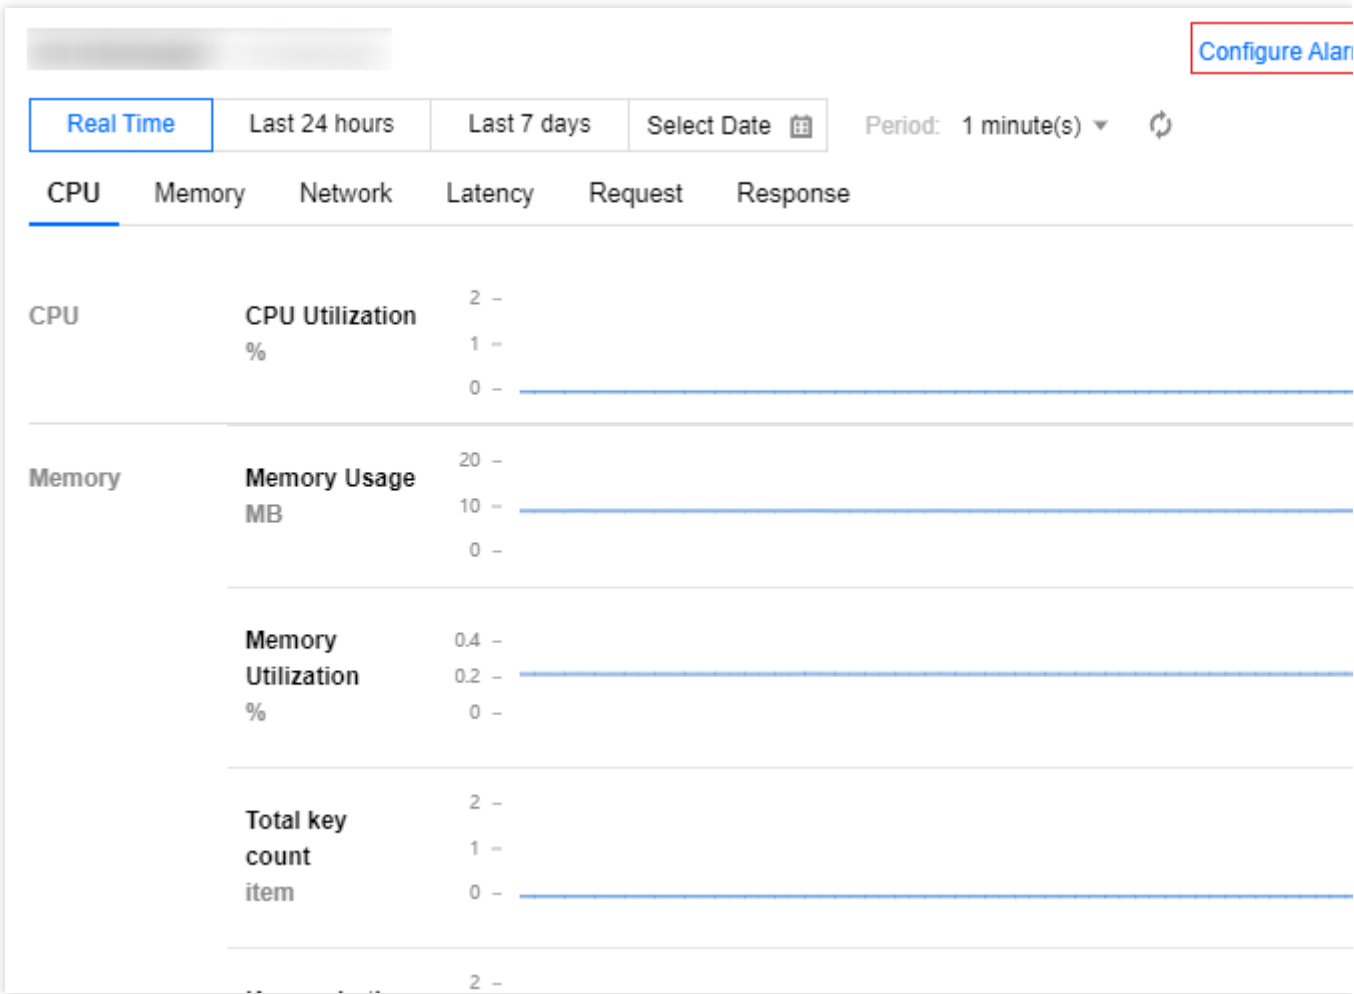 Configure Alar
Real Time Last 24 hours Last 7 days Select Date Period: 1 minute(s)
CPU Memory Network Latency Request Response
2
CPU CPU Utilization
% 1
0
20
Memory Memory Usage
10
MB
0
Memory 0.4
Utilization 0.2
% 0
2
Total key
count 1
item 0
2